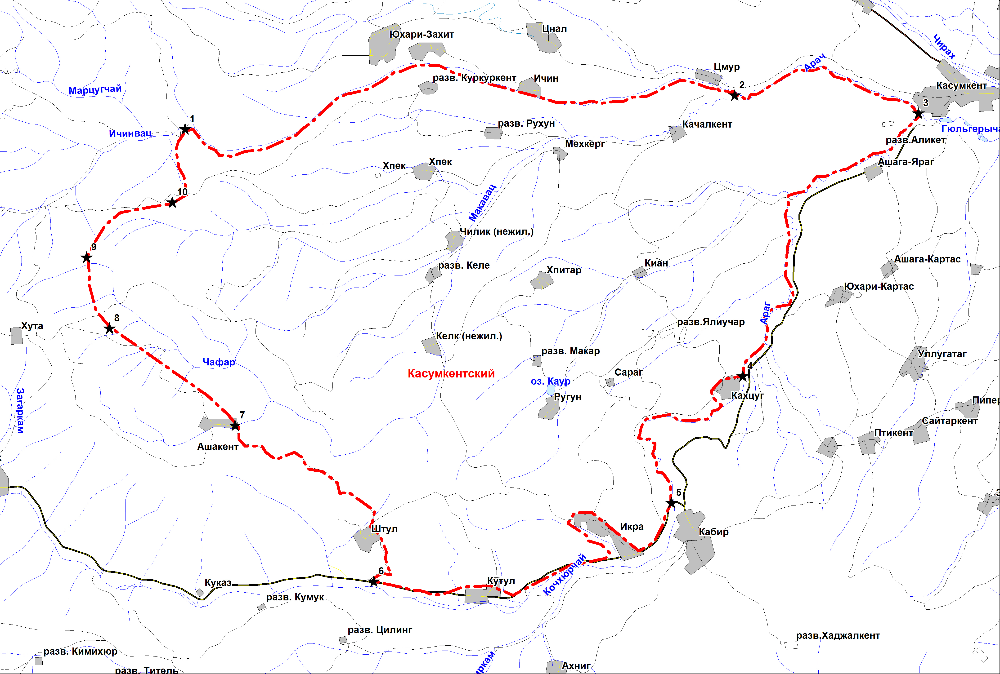 Юхари-Захит
Цнал
Чирах
Арач
Цмур
разв. Куркуркент
Ичин
2
Касумкент
Марцугчай
3
1
Ичинвац
разв. Рухун
Качалкент
Гюльгерыча
Мехкерг
разв.Аликет
Хпек
Хпек
Ашага-Яраг
10
Макавац
Чилик (нежил.)
9
разв. Келе
Хпитар
Киан
Ашага-Картас
Юхари-Картас
Араг
8
Хута
разв.Ялиучар
Келк (нежил.)
разв. Макар
Уллугатаг
Чафар
Касумкентский
Сараг
4
оз. Каур
Ругун
Кахцуг
Загаркам
Пипер
7
Сайтаркент
Птикент
Ашакент
5
Штул
Икра
Кабир
6
Кочхюрчай
Куказ
Кутул
разв. Кумук
разв. Цилинг
разв.Хаджалкент
разв. Кимихюр
иркам
Ахниг
разв. Титель